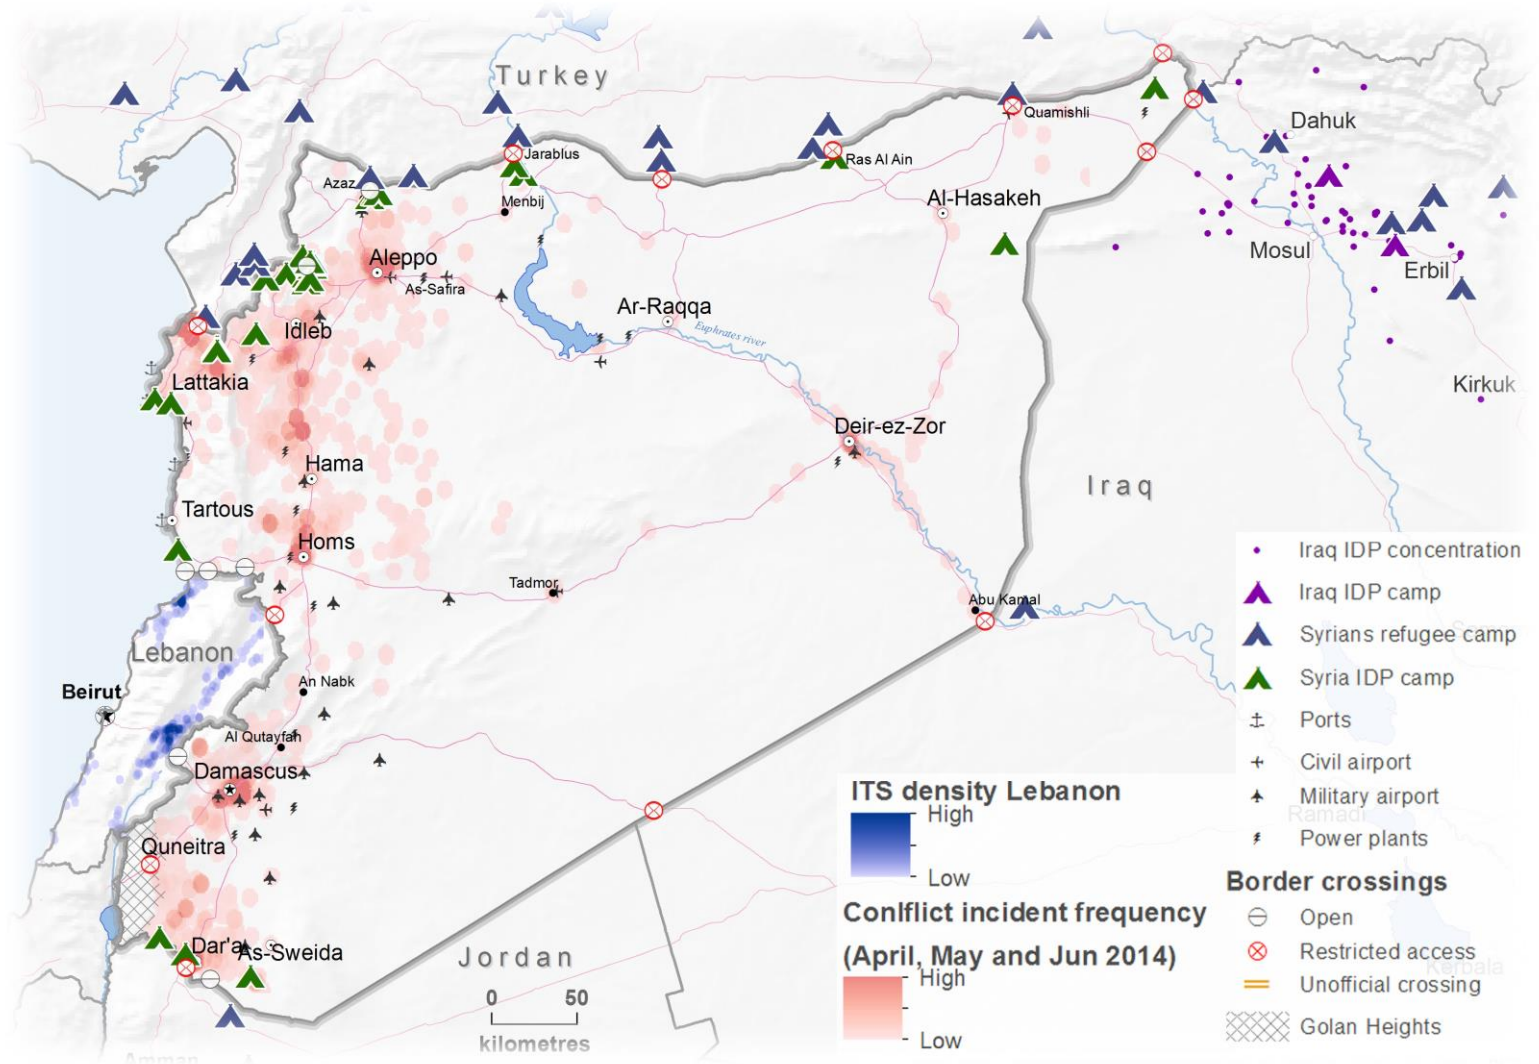 Turkey
Quamishli
Dahuk
Jarablus
Ras Al Ain
Azaz
Menbij
Al-Hasakeh
Mosul
Erbil
Aleppo
As-Safira
Ar-Raqqa
Euphrates river
Idleb
Lattakia
Kirkuk
Deir-ez-Zor
Hama
Iraq
Tartous
Homs
Tadmor
Abu Kamal
Lebanon
Beirut
An Nabk
Al Qutayfah
Damascus
Quneitra
Dar'a
As-Sweida
Jordan
Amman
0 50
kilometres
ITS density Lebanon
High
Low
Conlflict incident frequency
(April, May and Jun 2014)
High
Low
Iraq IDP concentration
Iraq IDP camp
Syrians refugee camp
Syria IDP camp
Ports
Civil airport
Military airport
Ramadi
Power plants
Border crossings
Open
Restricted access
Kerbala
Unofficial crossing
Golan Heights